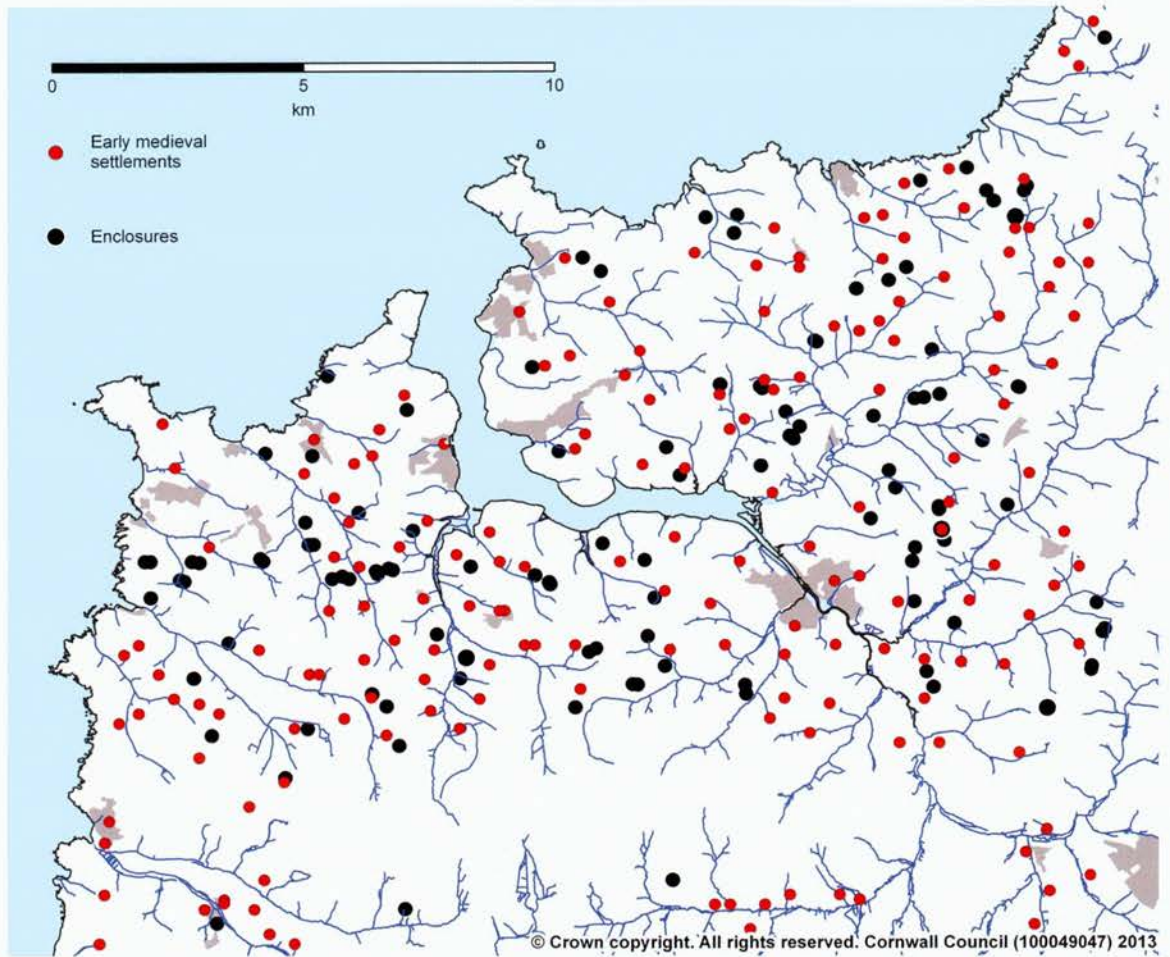 0
5
10
km
Early medieval
settlements
Enclosures
© Crown copyright. All rights reserved. Cornwall Council (100049047) 2013